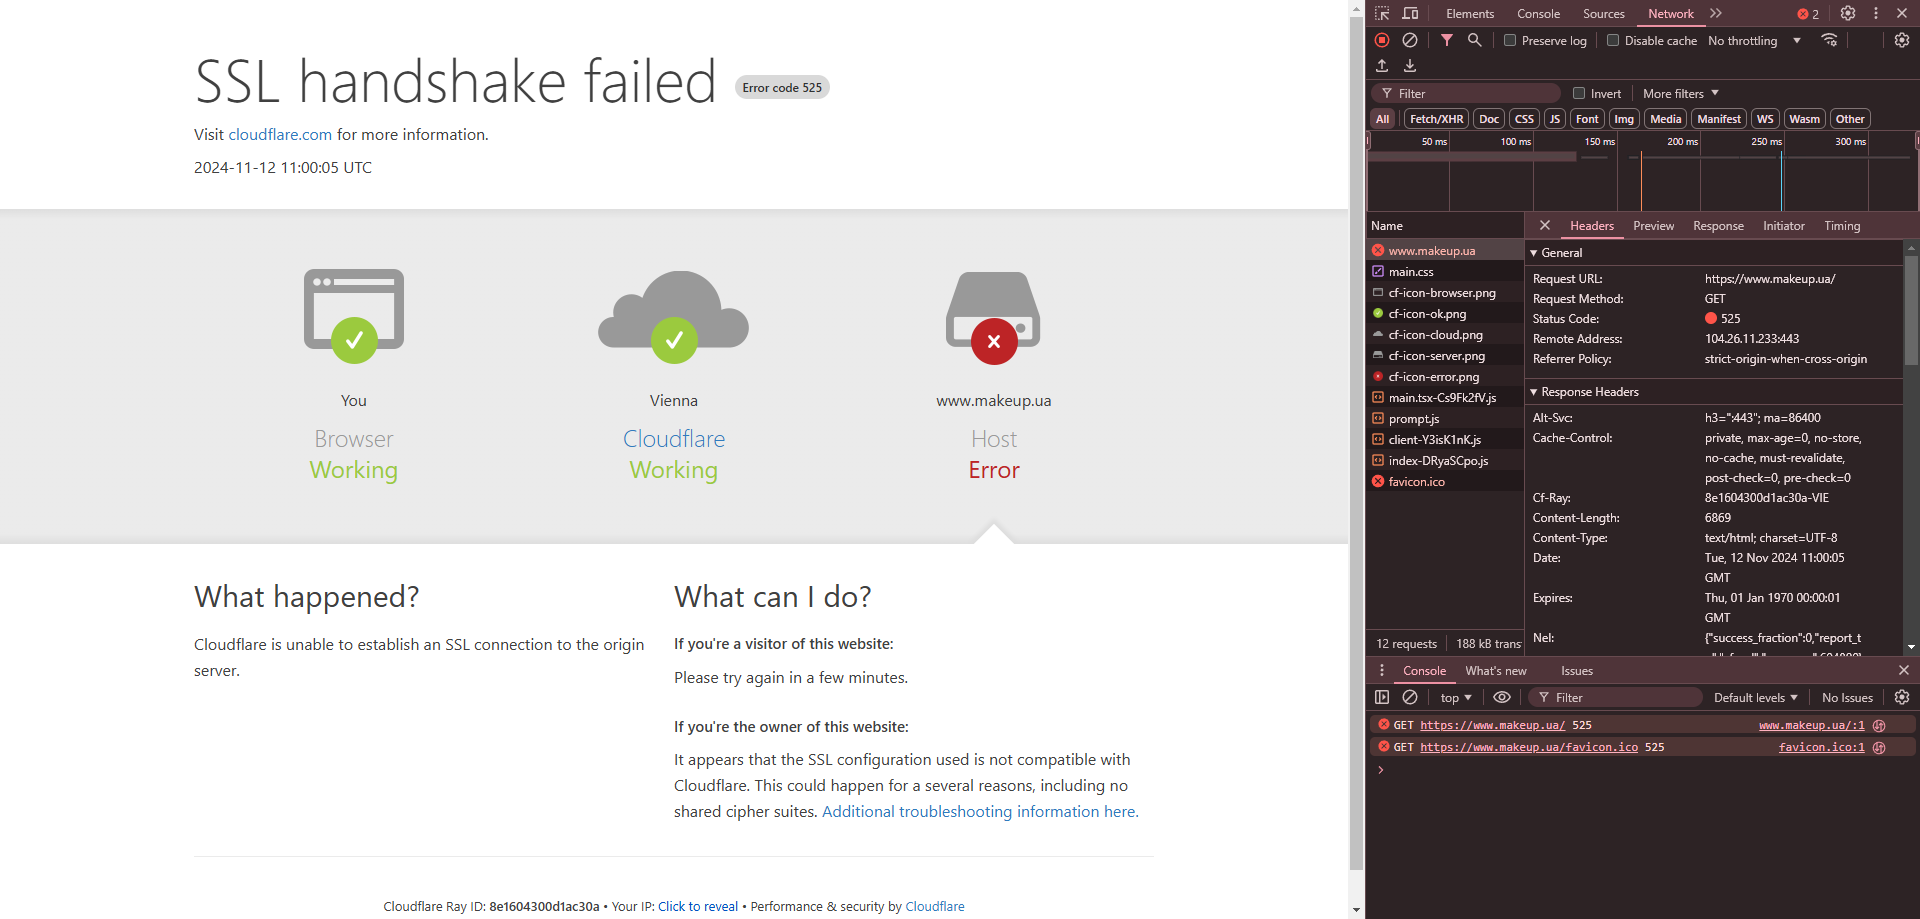 SSL handshake failed Error code 525
Visit cloudflare.com for more information.
2024-11-12 11:00:05 UTC
You
Browser
Working
Vienna
Cloudflare
Working
www.makeup.ua
Host
Error
What happened?
Cloudflare is unable to establish an SSL connection to the origin
server.
What can I do?
If you're a visitor of this website:
Please try again in a few minutes.
If you're the owner of this website:
It appears that the SSL configuration used is not compatible with
Cloudflare. This could happen for a several reasons, including no
shared cipher suites. Additional troubleshooting information here.
Cloudflare Ray ID: 8e1604300d1ac30a • Your IP: Click to reveal • Performance & security by Cloudflare
Elements Console Sources Network 2
Preserve log Disable cache No throttling
Filter Invert More filters
All Fetch/XHR Doc CSS JS Font Img Media Manifest WS Wasm Other
50 ms 100 ms 150 ms 200 ms 250 ms 300 ms
Name
www.makeup.ua
main.css
cf-icon-browser.png
cf-icon-ok.png
cf-icon-cloud.png
cf-icon-server.png
cf-icon-error.png
main.tsx-Cs9Fk2fV.js
prompt.js
client-Y3isK1nK.js
index-DRyaSCpo.js
favicon.ico
12 requests 188 kB trans
Headers Preview Response Initiator Timing
General
Request URL: https://www.makeup.ua/
Request Method: GET
Status Code: 525
Remote Address: 104.26.11.233:443
Referrer Policy: strict-origin-when-cross-origin
Response Headers
Alt-Svc: h3=":443"; ma=86400
Cache-Control: private, max-age=0, no-store,
no-cache, must-revalidate,
post-check=0, pre-check=0
Cf-Ray: 8e1604300d1ac30a-VIE
Content-Length: 6869
Content-Type: text/html; charset=UTF-8
Date: Tue, 12 Nov 2024 11:00:05
GMT
Expires: Thu, 01 Jan 1970 00:00:01
GMT
Nel: {"success_fraction":0,"report_t
Console What's new Issues
top Filter Default levels No Issues
GET https://www.makeup.ua/ 525 www.makeup.ua/:1
GET https://www.makeup.ua/favicon.ico 525 favicon.ico:1